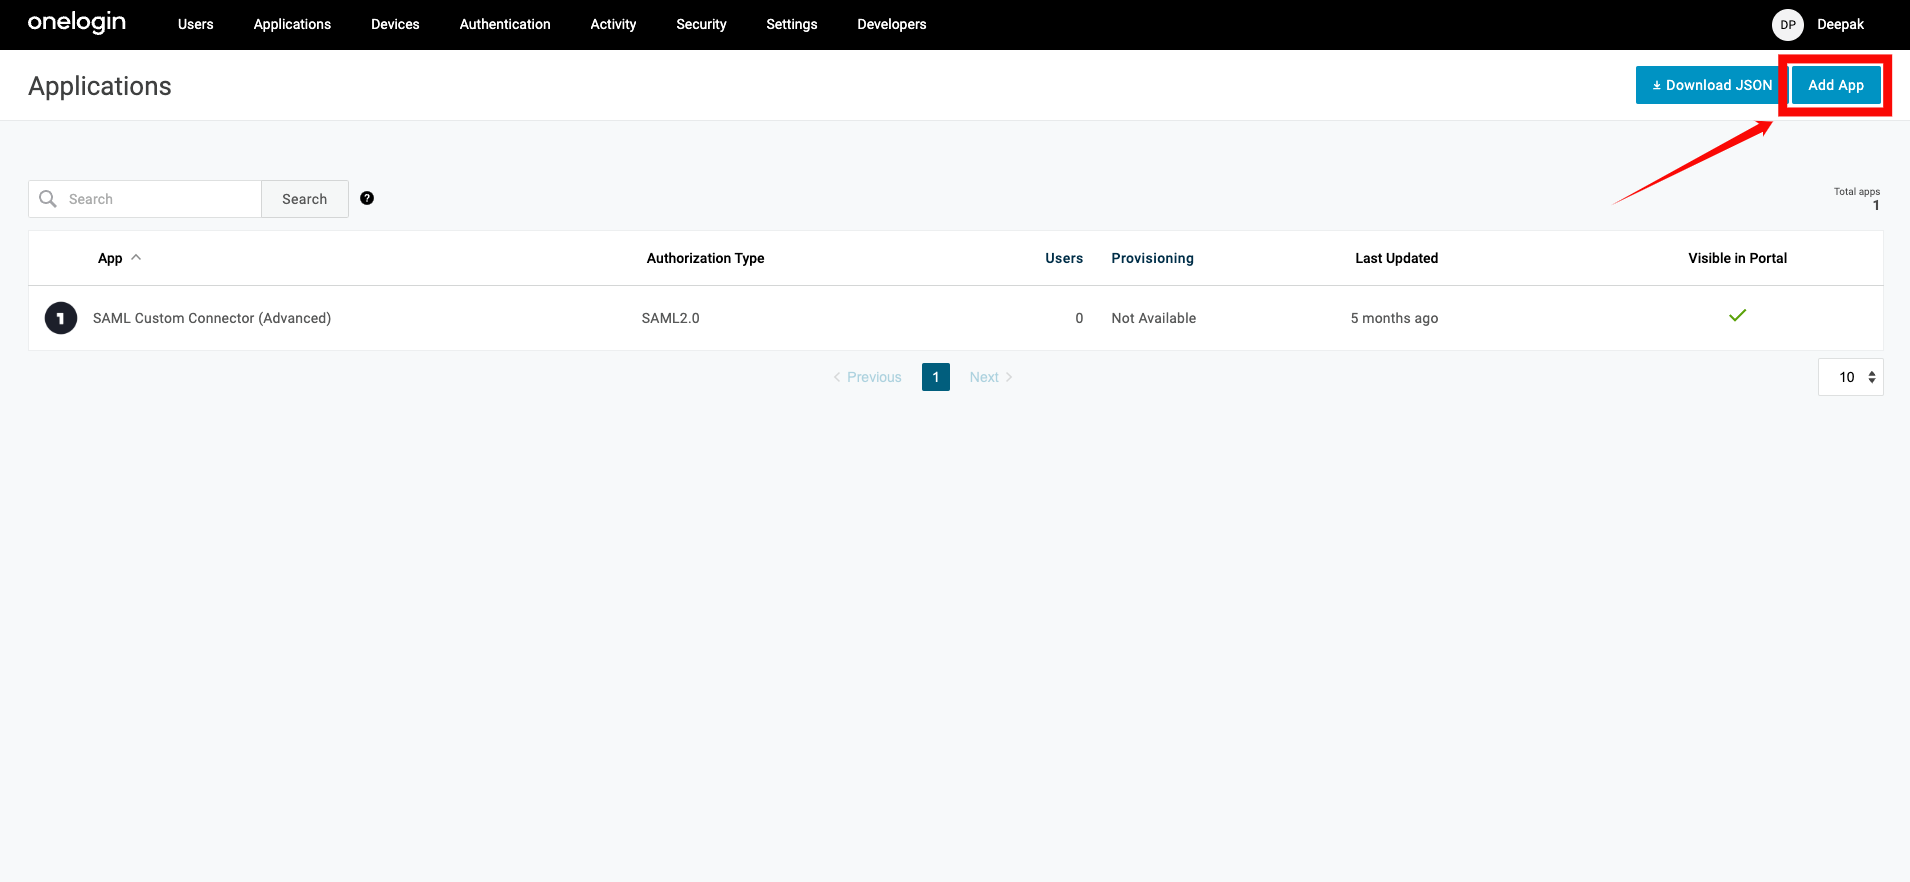 onelogin Users Applications Devices Authentication Activity Security Settings Developers DP Deepak
Applications Download JSON Add App
Search Search ?
Total apps
1
App Authorization Type Users Provisioning Last Updated Visible in Portal
1 SAML Custom Connector (Advanced) SAML2.0 0 Not Available 5 months ago
Previous 1 Next 10